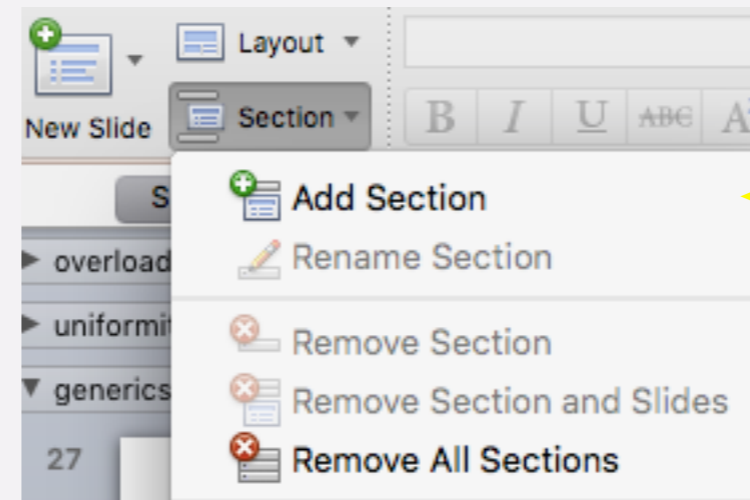 Layout
New Slide
Section
B I U ABC A
S
Add Section
overload
Rename Section
uniformit
Remove Section
generics
Remove Section and Slides
27
Remove All Sections